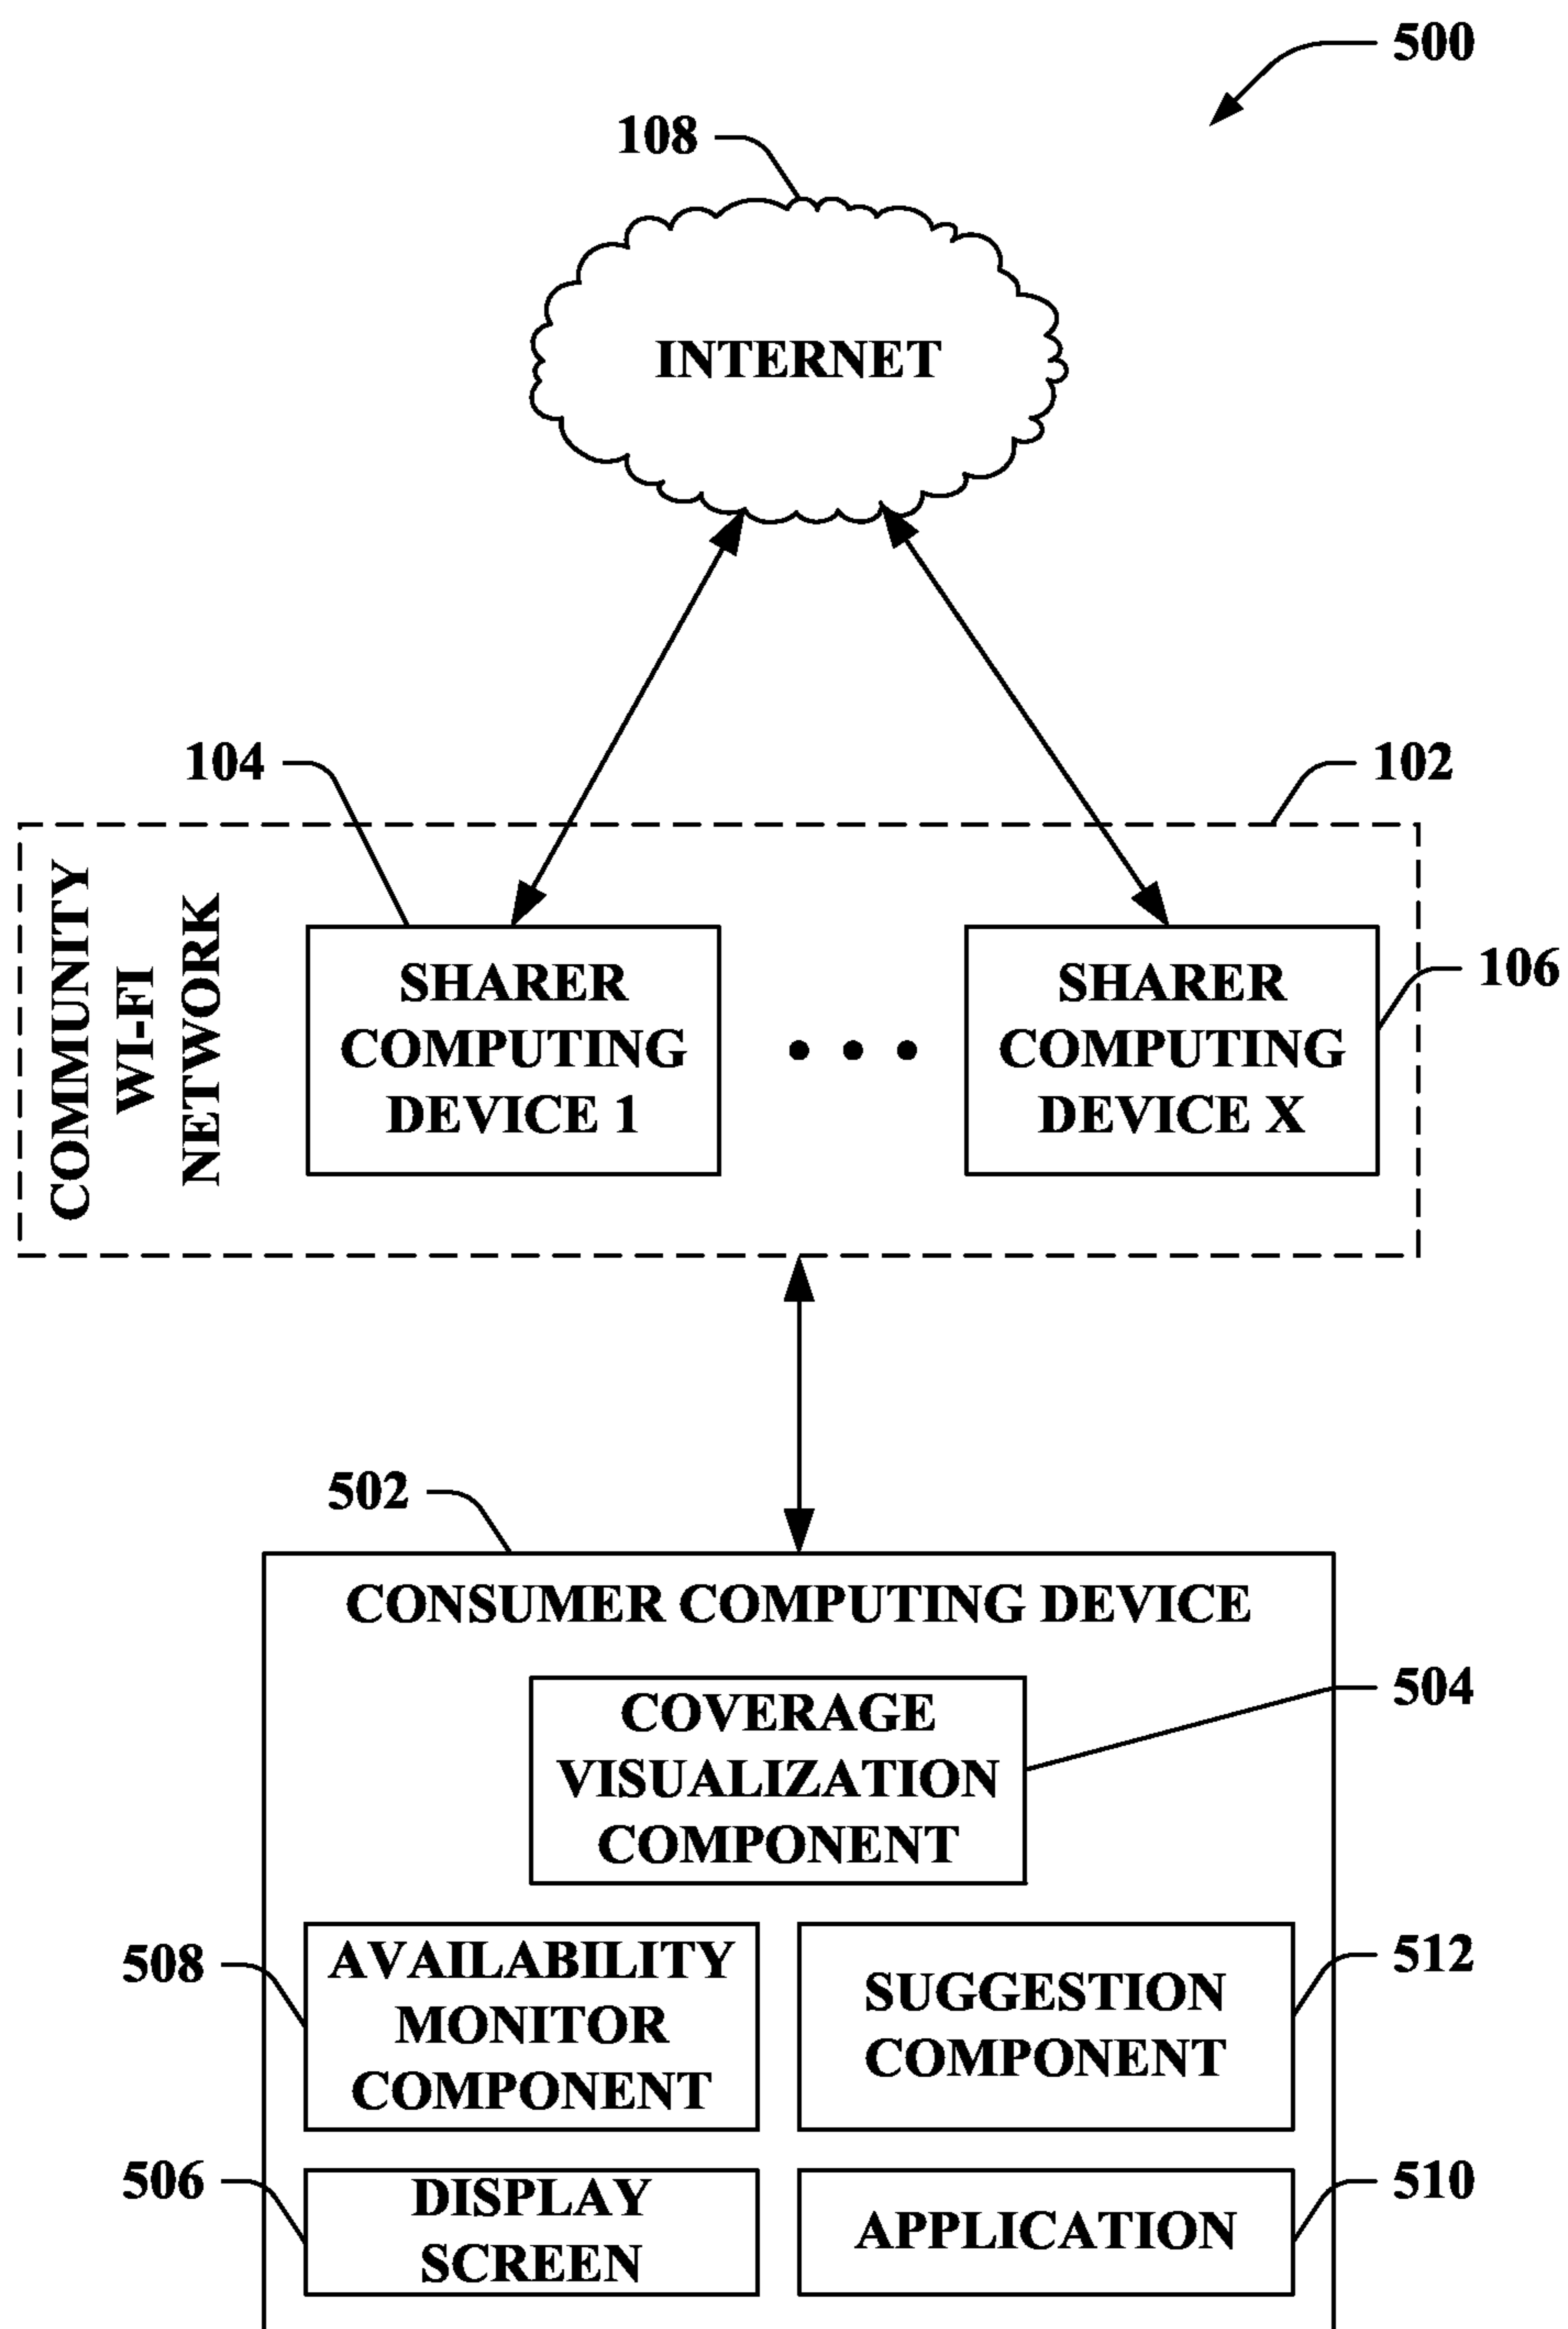 500
108
INTERNET
104
102
COMMUNITY
WI-FI
NETWORK
SHARER
COMPUTING
DEVICE 1
SHARER
COMPUTING
DEVICE X
106
502
CONSUMER COMPUTING DEVICE
COVERAGE
VISUALIZATION
COMPONENT
504
508
AVAILABILITY
MONITOR
COMPONENT
SUGGESTION
COMPONENT
512
506
DISPLAY
SCREEN
APPLICATION
510